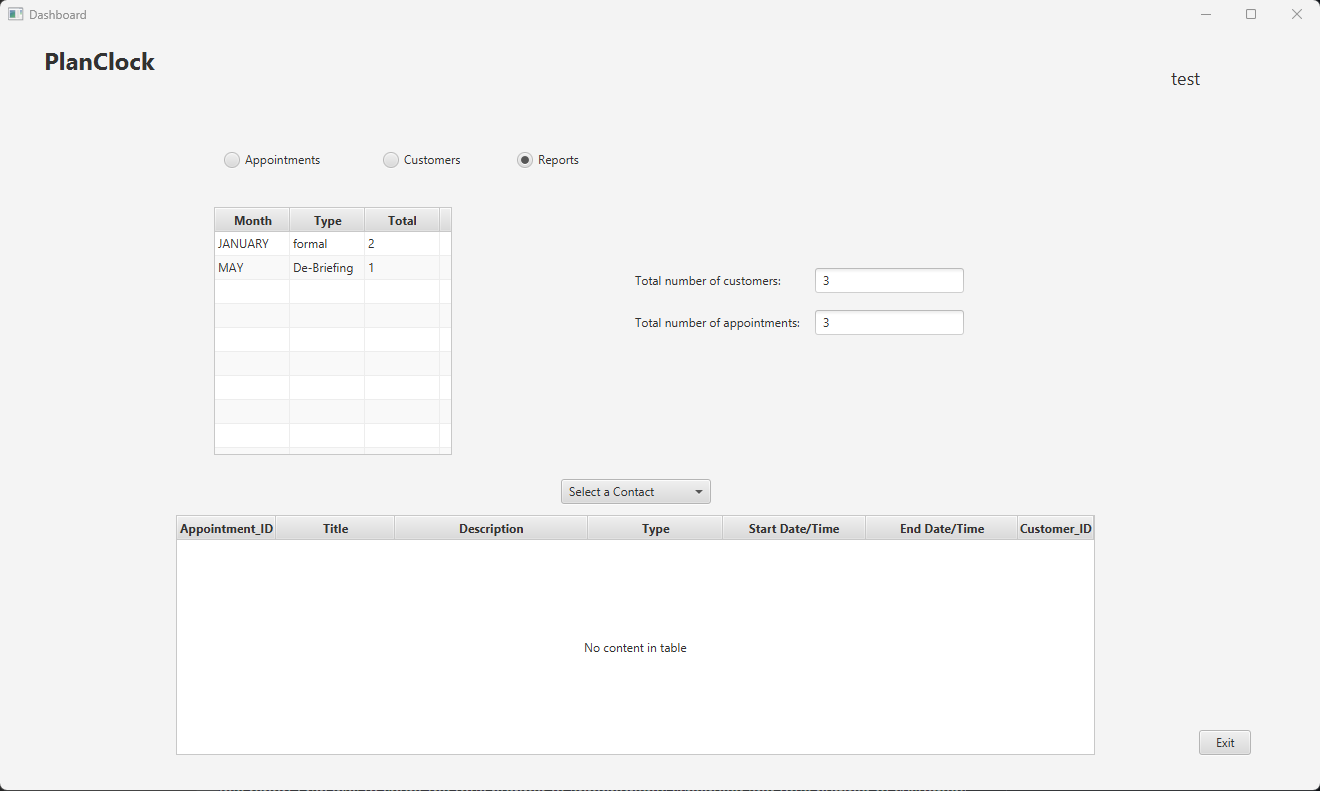 Dashboard
PlanClock
test
Appointments Customers Reports
Month Type Total
JANUARY formal 2
MAY De-Briefing 1
Total number of customers: 3
Total number of appointments: 3
Select a Contact
Appointment_ID Title Description Type Start Date/Time End Date/Time Customer_ID
No content in table
Exit